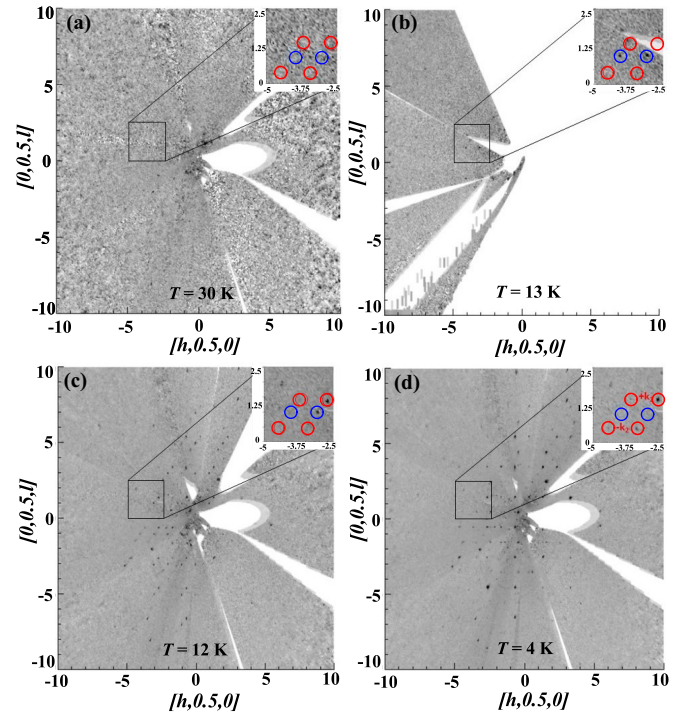 (a)
2.5
1.25
0
-5 -3.75 -2.5
10
5
0
-5
-10
[0,0.5,l]
T = 30 K
-10 -5 0 5 10
[h,0.5,0]
(b)
2.5
1.25
0
-5 -3.75 -2.5
10
5
0
-5
-10
[0,0.5,l]
T = 13 K
-10 -5 0 5 10
[h,0.5,0]
(c)
2.5
1.25
0
-5 -3.75 -2.5
10
5
0
-5
-10
[0,0.5,l]
T = 12 K
-10 -5 0 5 10
[h,0.5,0]
(d)
2.5
+k
1.25
-k2
0
-5 -3.75 -2.5
10
5
0
-5
-10
[0,0.5,l]
T = 4 K
-10 -5 0 5 10
[h,0.5,0]